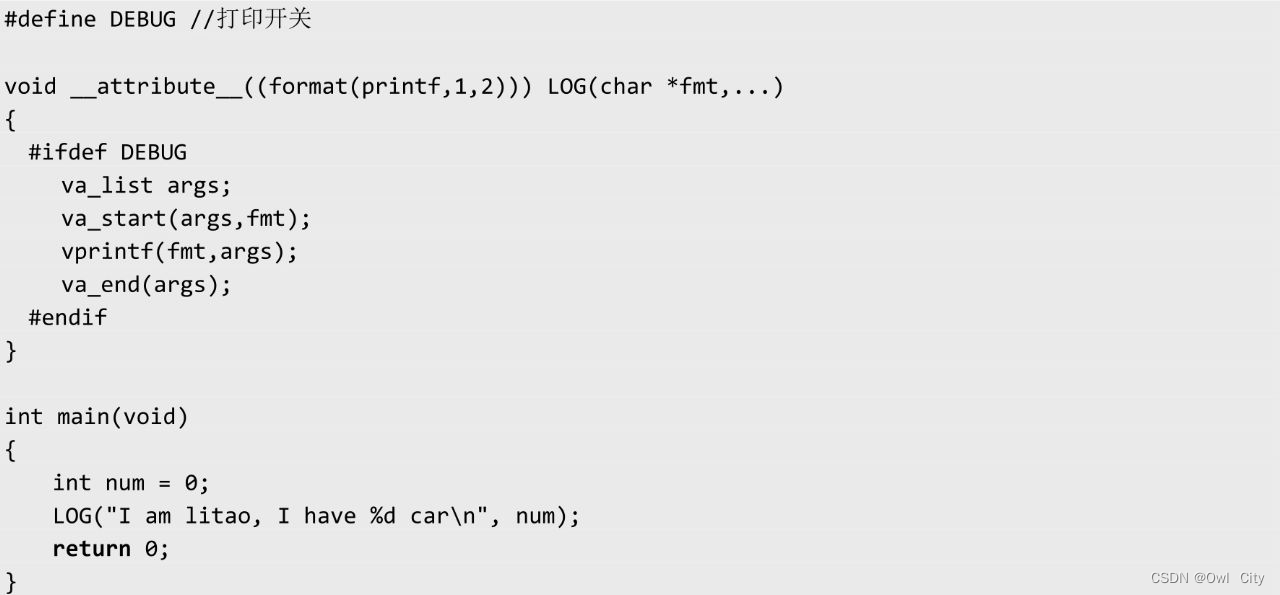 #define DEBUG //打印开关
void __attribute__((format(printf,1,2))) LOG(char *fmt,...)
{
#ifdef DEBUG
va_list args;
va_start(args,fmt);
vprintf(fmt,args);
va_end(args);
#endif
}
int main(void)
{
int num = 0;
LOG("I am litao, I have %d car\n", num);
return 0;
}
CSDN @Owl City